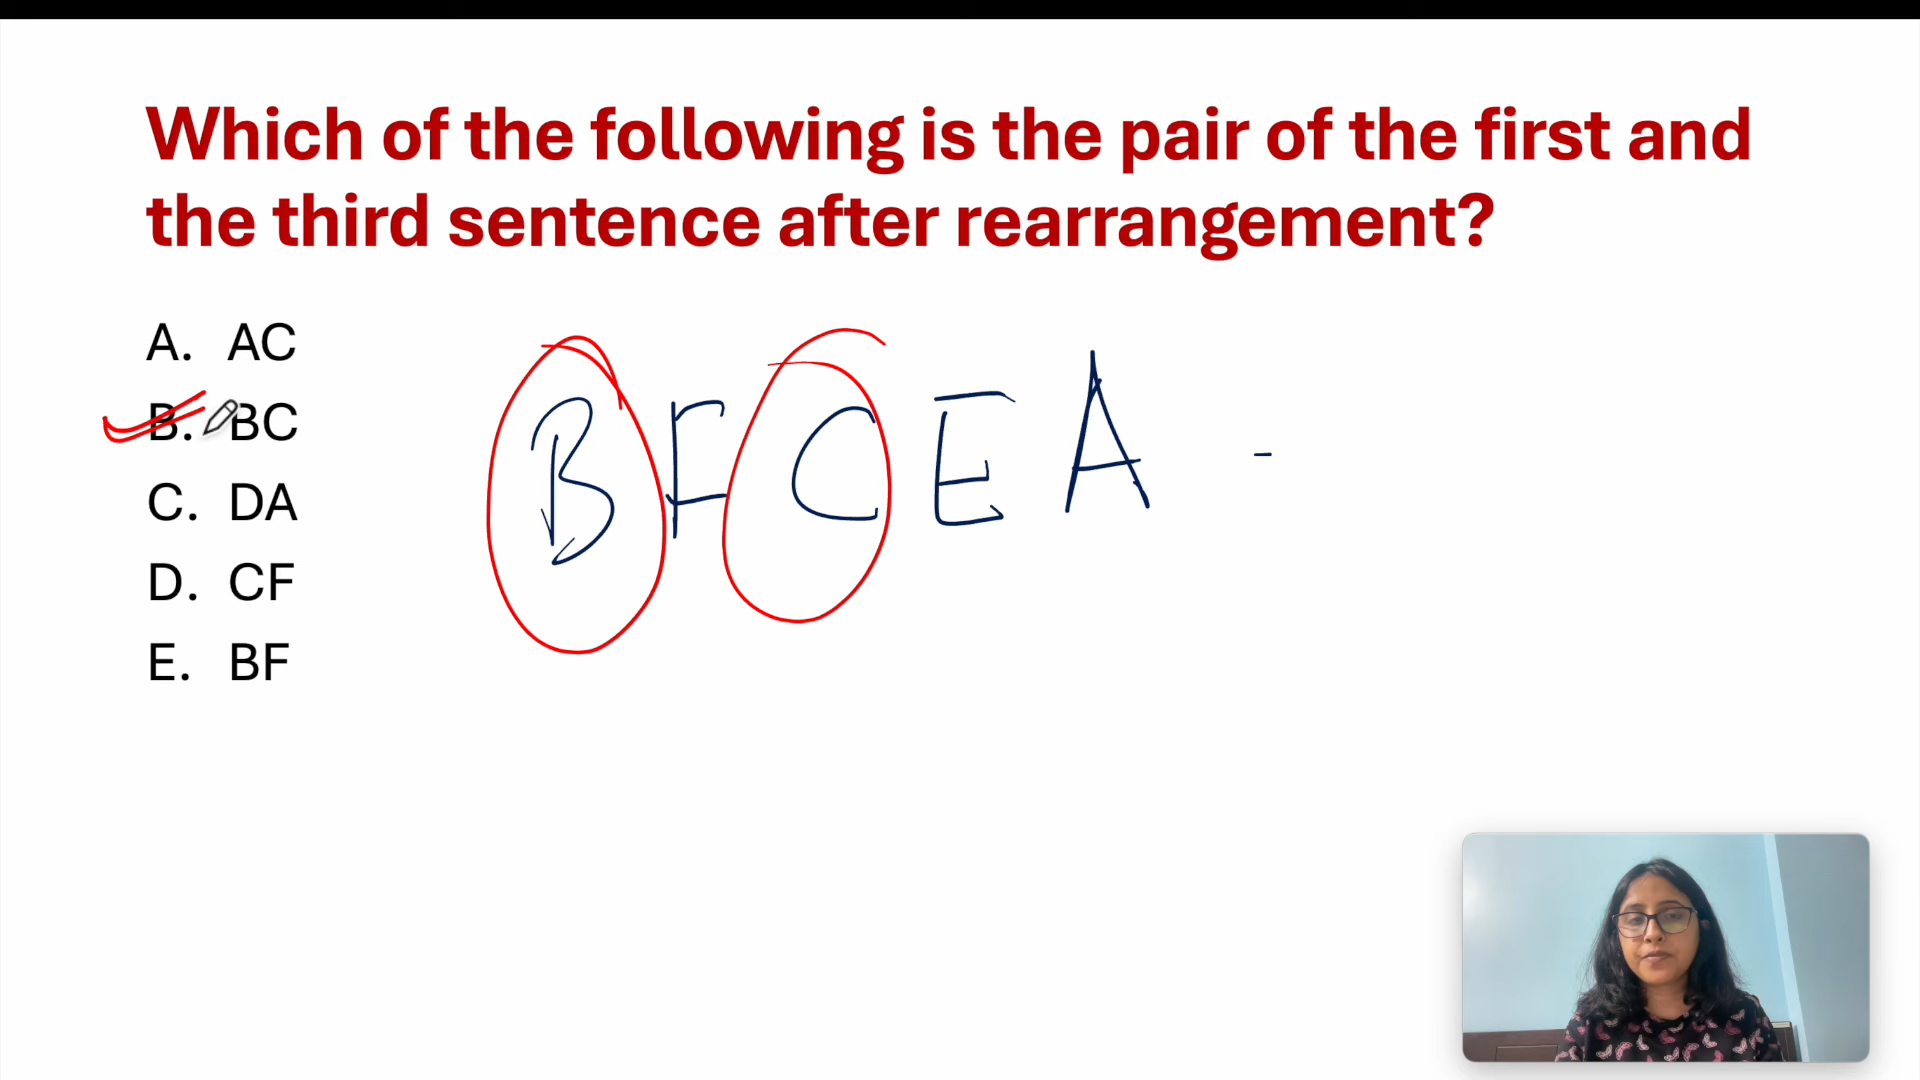 Which of the following is the pair of the first and
the third sentence after rearrangement?
A. AC
B. BC
C. DA
D. CF
E. BF
B F C E A -